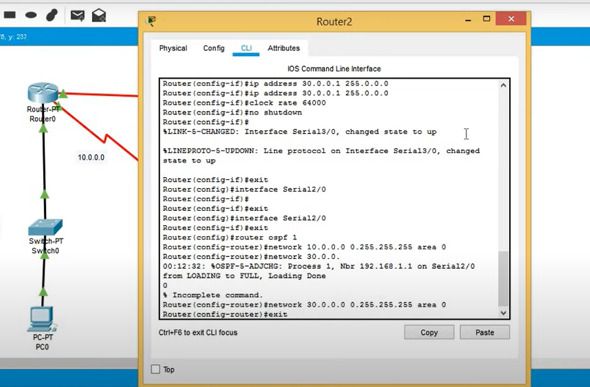 Router2
Physical Config CLI Attributes
IOS Command Line Interface
Router(config-if)#ip address 30.0.0.1 255.0.0.0
Router(config-if)#ip address 30.0.0.1 255.0.0.0
Router(config-if)#clock rate 64000
Router(config-if)#no shutdown
Router(config-if)#
%LINK-5-CHANGED: Interface Serial3/0, changed state to up
%LINEPROTO-5-UPDOWN: Line protocol on Interface Serial3/0, changed
state to up
Router(config-if)#exit
Router(config)#interface Serial2/0
Router(config-if)#
Router(config-if)#exit
Router(config)#interface Serial2/0
Router(config-if)#exit
Router(config)#router ospf 1
Router(config-router)#network 10.0.0.0 0.255.255.255 area 0
Router(config-router)#network 30.0.0.
00:12:32: %OSPF-5-ADJCHG: Process 1, Nbr 192.168.1.1 on Serial2/0
from LOADING to FULL, Loading Done
0
% Incomplete command.
Router(config-router)#network 30.0.0.0 0.255.255.255 area 0
Router(config-router)#exit
Ctrl+F6 to exit CLI focus
Copy
Paste
Top
y: 237
Router-PT
Router0
10.0.0.0
Switch-PT
Switch0
PC-PT
PC0